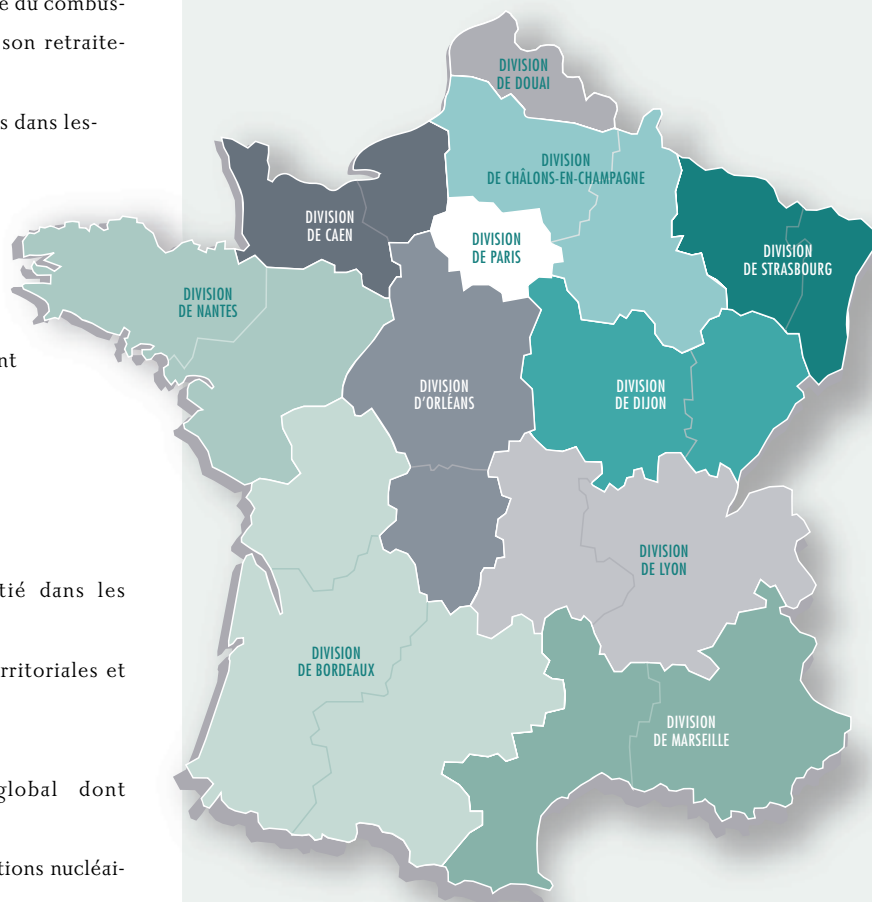 e du combus-
son retraite-
s dans les-
nt
tié dans les
rritoriales et
global dont
tions nucléai-
DIVISION
DE DOUAI
DIVISION
DE CHÂLONS-EN-CHAMPAGNE
DIVISION
DE CAEN
DIVISION
DE PARIS
DIVISION
DE STRASBOURG
DIVISION
DE NANTES
DIVISION
D'ORLÉANS
DIVISION
DE DIJON
DIVISION
DE LYON
DIVISION
DE BORDEAUX
DIVISION
DE MARSEILLE